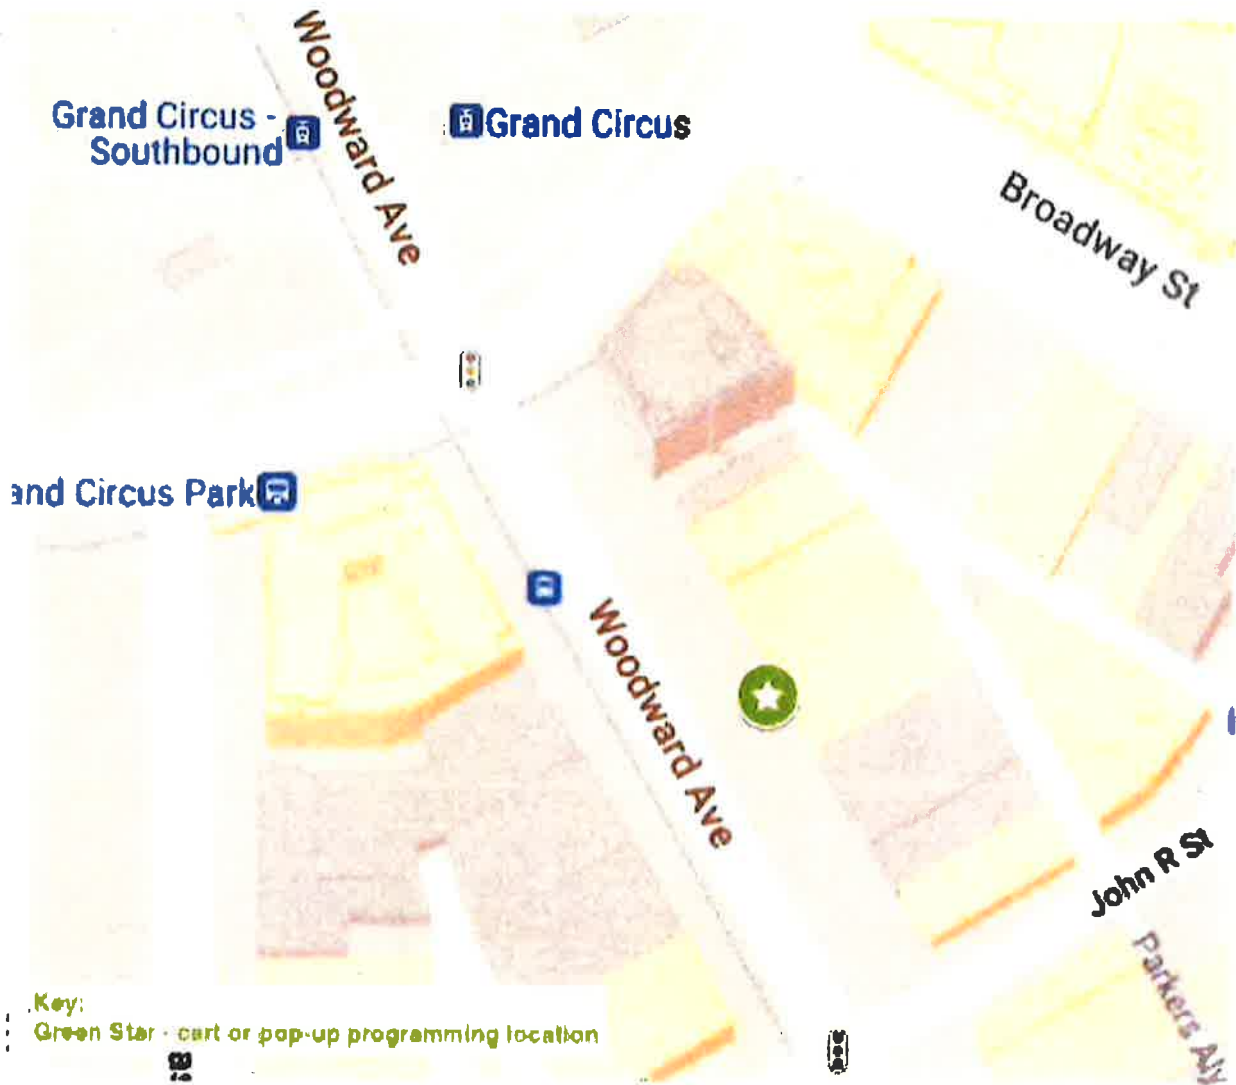 Woodward Ave
Grand Circus -
Southbound
Grand Circus
Broadway St
and Circus Park
Woodward Ave
John R St
Parkers Aly
Key:
Green Star - cart or pop-up programming location